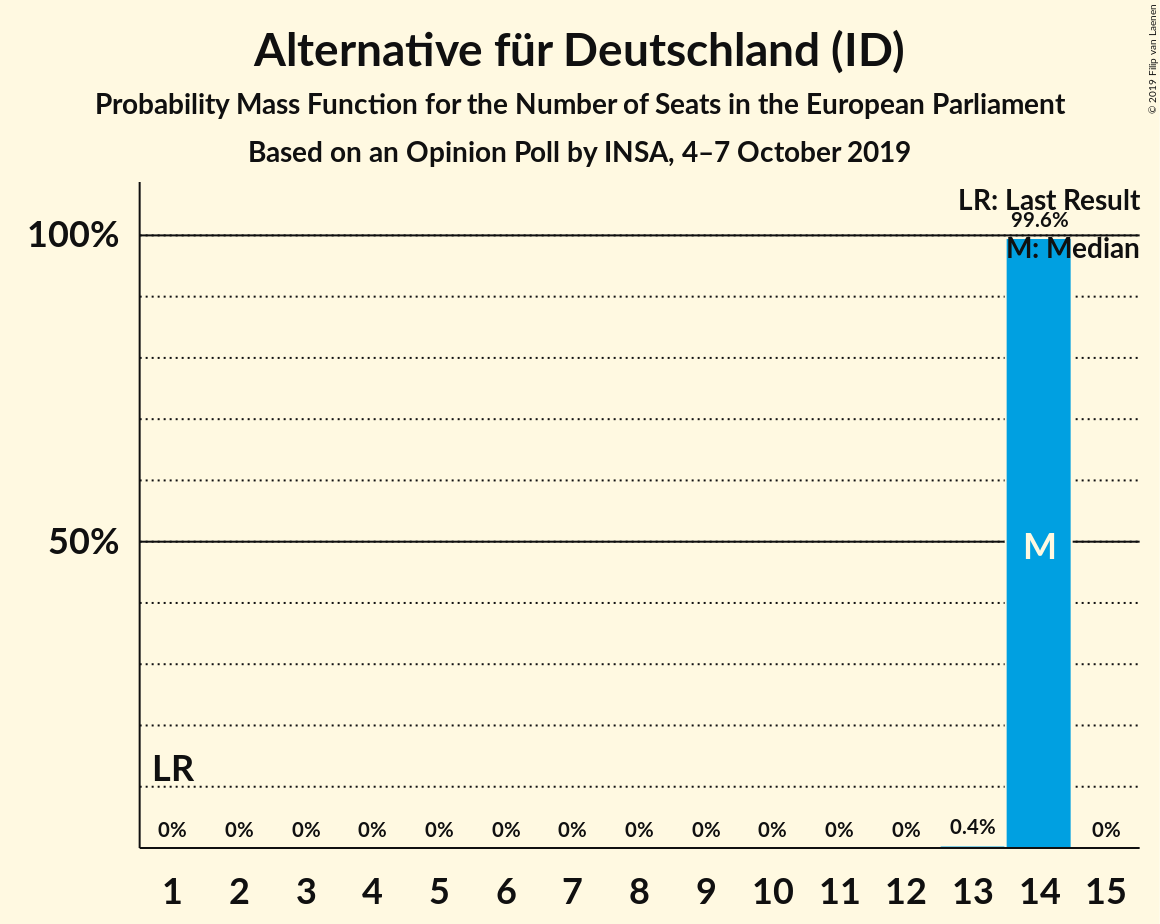 Alternative für Deutschland (ID)
Probability Mass Function for the Number of Seats in the European Parliament
Based on an Opinion Poll by INSA, 4–7 October 2019
© 2019 Filip van Laenen
LR: Last Result
99.6%
100%
M: Median
50%
M
LR
0% 0% 0% 0% 0% 0% 0% 0% 0% 0% 0% 0% 0.4% 0%
1 2 3 4 5 6 7 8 9 10 11 12 13 14 15